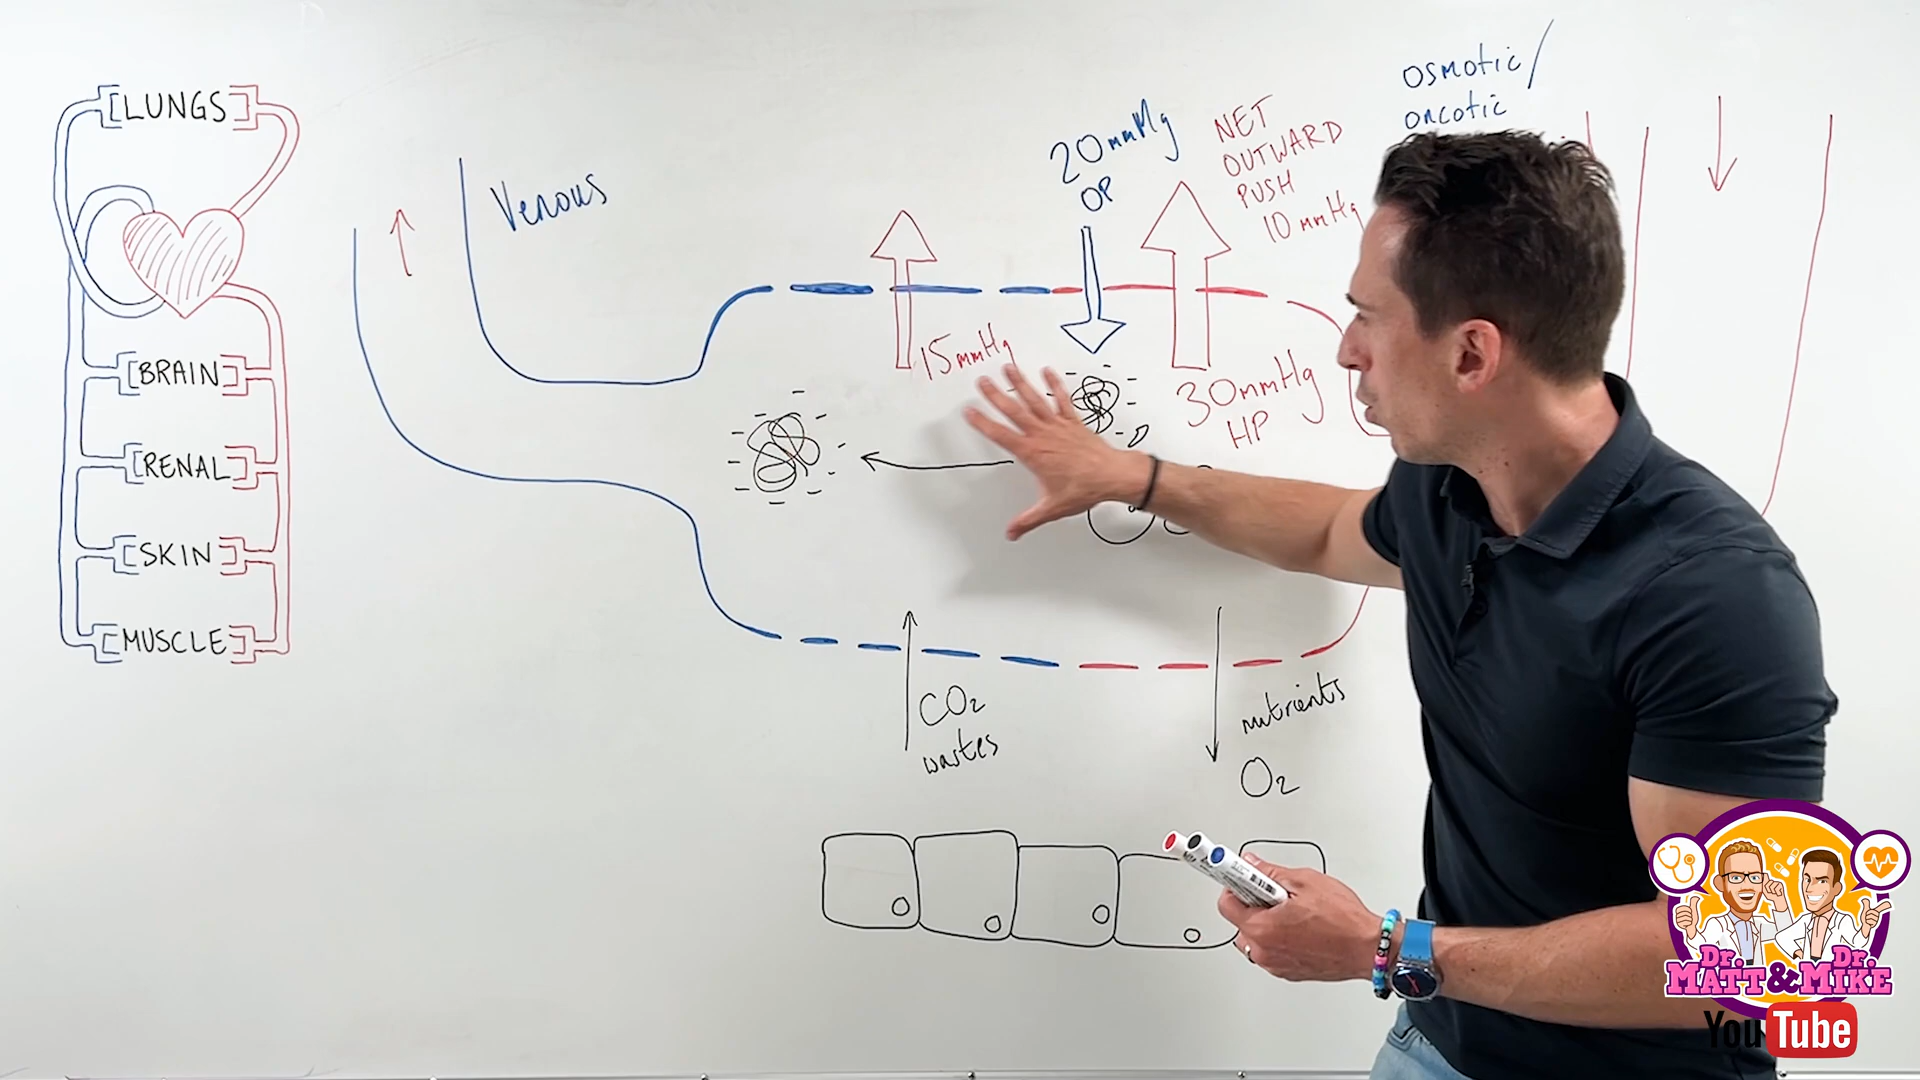 LUNGS
BRAIN
RENAL
SKIN
MUSCLE
Venous
15mmHg
20mmHg
OP
NET
OUTWARD
PUSH
10 mmHg
30mmHg
HP
osmotic/
oncotic
CO2
wastes
nutrients
O2
Dr. Dr.
MATT & MIKE
YouTube